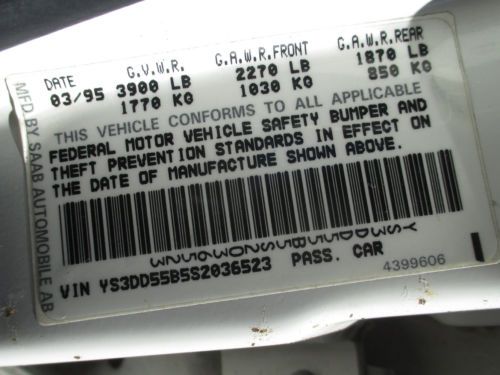 DATE G.V.W.R. G.A.W.R.FRONT G.A.W.R.REAR
03/95 3900 LB 2270 LB 1870 LB
1770 KG 1030 KG 850 KG
THIS VEHICLE CONFORMS TO ALL APPLICABLE
FEDERAL MOTOR VEHICLE SAFETY BUMPER AND
THEFT PREVENTION STANDARDS IN EFFECT ON
THE DATE OF MANUFACTURE SHOWN ABOVE.
YS3DD55B5S2036523
VIN YS3DD55B5S2036523 PASS. CAR
4399606
MFD.BY SAAB AUTOMOBILE AB